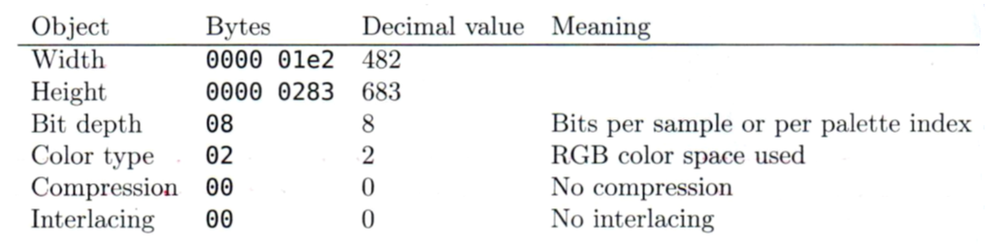 Object Bytes Decimal value Meaning
Width 0000 01e2 482
Height 0000 0283 683
Bit depth 08 8 Bits per sample or per palette index
Color type 02 2 RGB color space used
Compression 00 0 No compression
Interlacing 00 0 No interlacing